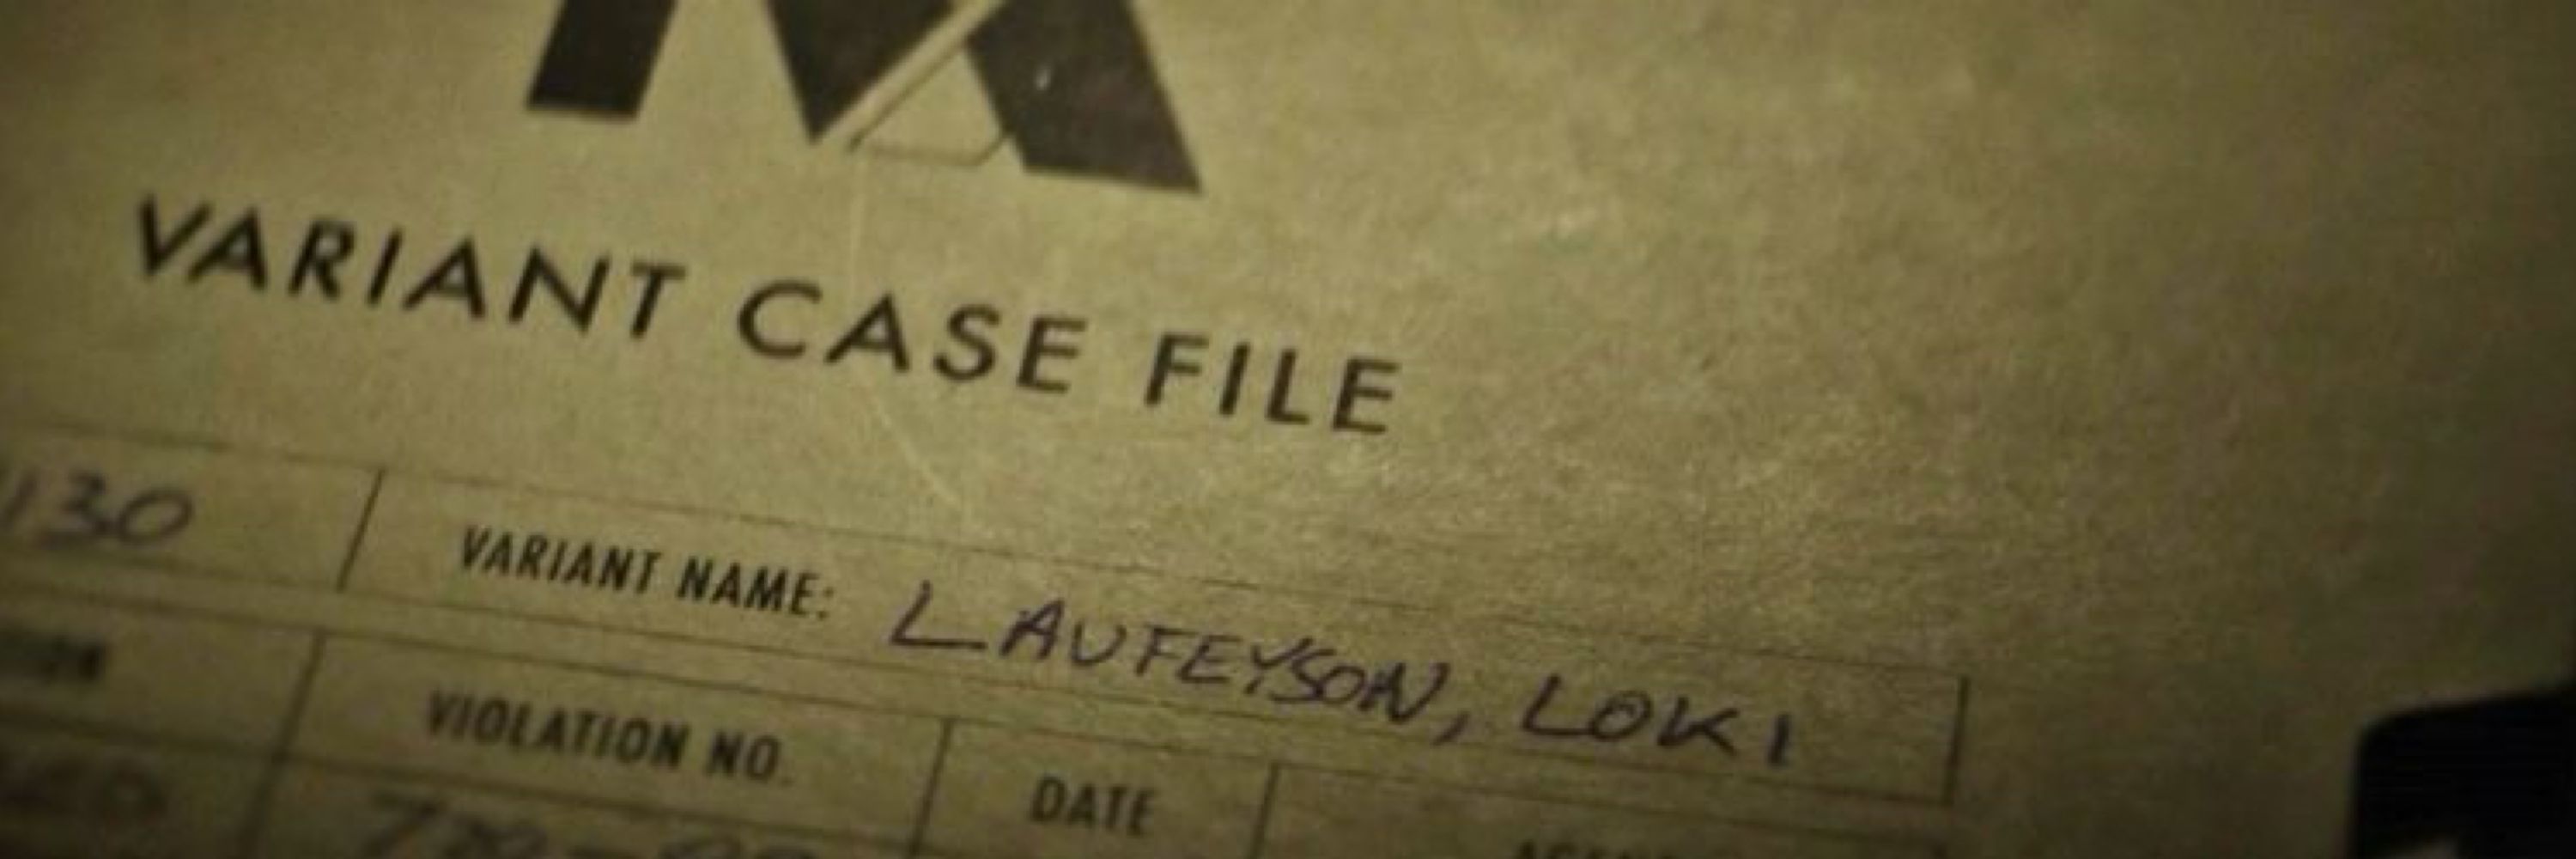 VARIANT CASE FILE
130 VARIANT NAME: LAUFEYSON, LOKI
VIOLATION NO. DATE